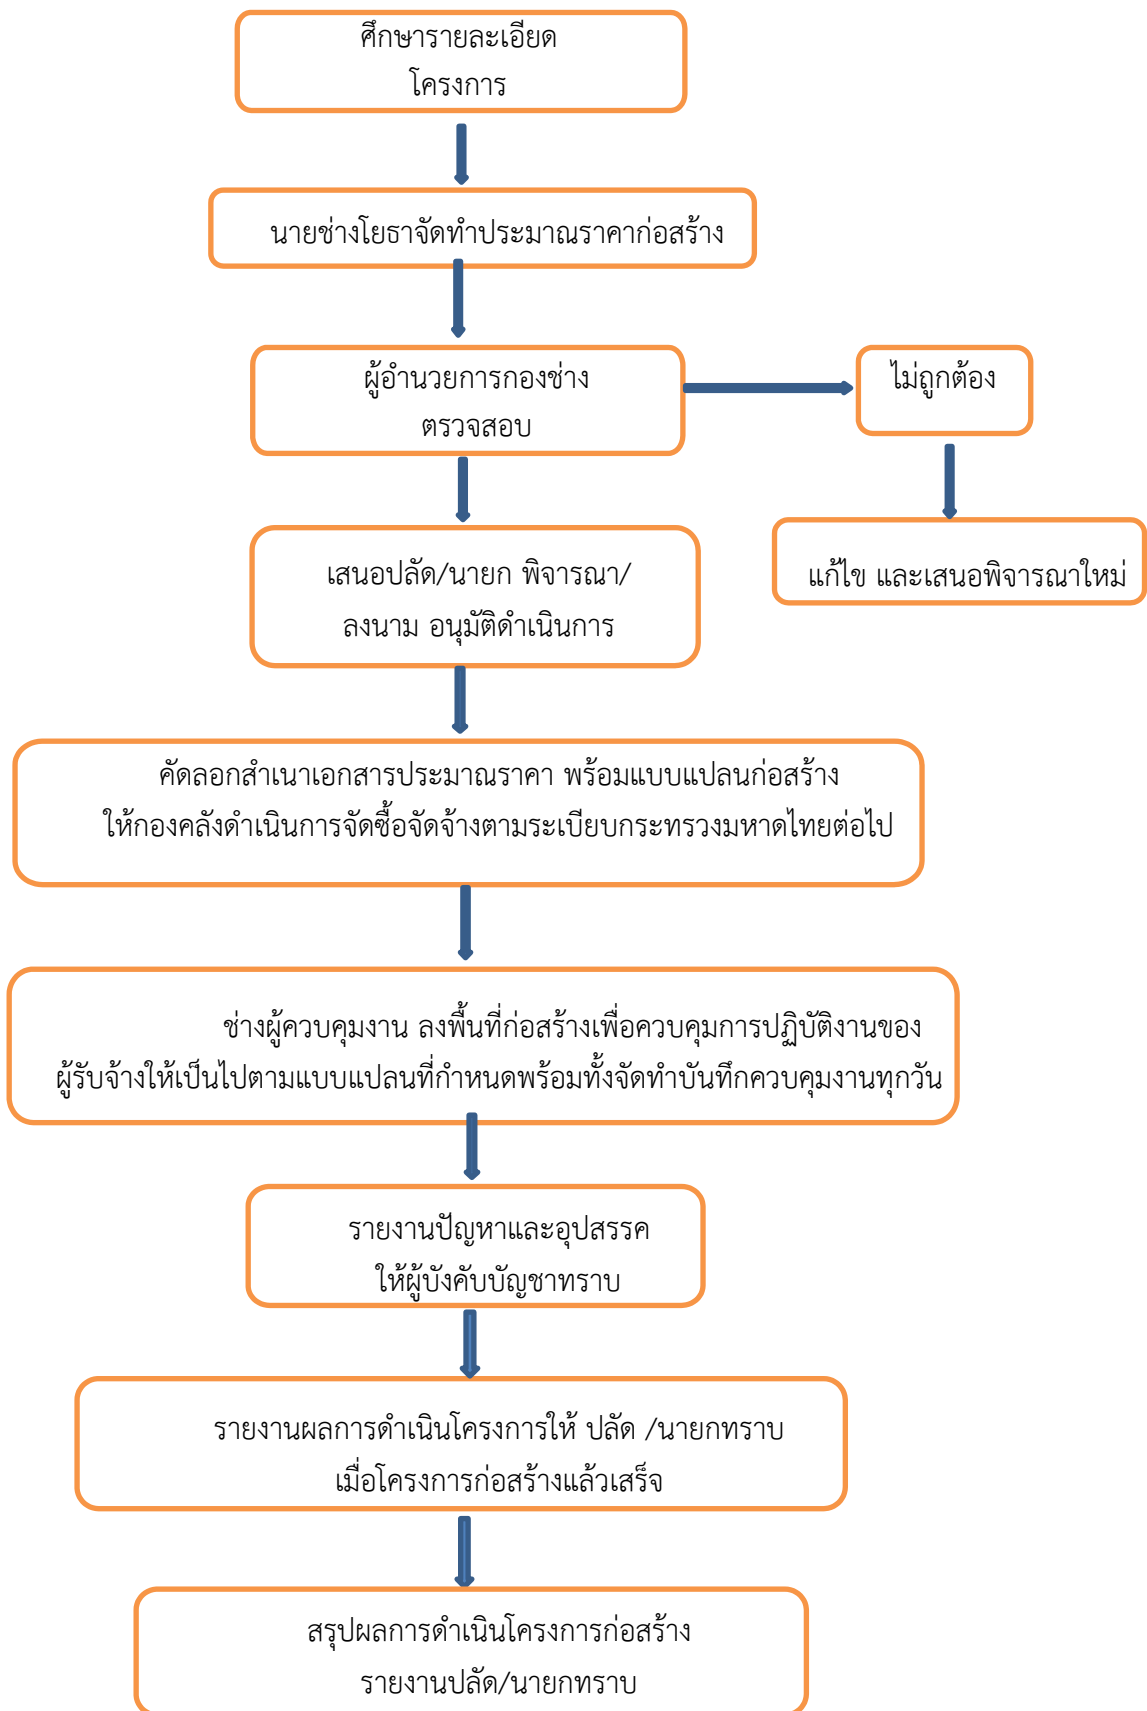 ศึกษารายละเอียด
โครงการ
นายช่างโยธาจัดทำประมาณราคาก่อสร้าง
ผู้อำนวยการกองช่าง
ตรวจสอบ
ไม่ถูกต้อง
เสนอปลัด/นายก พิจารณา/
ลงนาม อนุมัติดำเนินการ
แก้ไข และเสนอพิจารณาใหม่
คัดลอกสำเนาเอกสารประมาณราคา พร้อมแบบแปลนก่อสร้าง
ให้กองคลังดำเนินการจัดซื้อจัดจ้างตามระเบียบกระทรวงมหาดไทยต่อไป
ช่างผู้ควบคุมงาน ลงพื้นที่ก่อสร้างเพื่อควบคุมการปฏิบัติงานของ
ผู้รับจ้างให้เป็นไปตามแบบแปลนที่กำหนดพร้อมทั้งจัดทำบันทึกควบคุมงานทุกวัน
รายงานปัญหาและอุปสรรค
ให้ผู้บังคับบัญชาทราบ
รายงานผลการดำเนินโครงการให้ ปลัด /นายกทราบ
เมื่อโครงการก่อสร้างแล้วเสร็จ
สรุปผลการดำเนินโครงการก่อสร้าง
รายงานปลัด/นายกทราบ